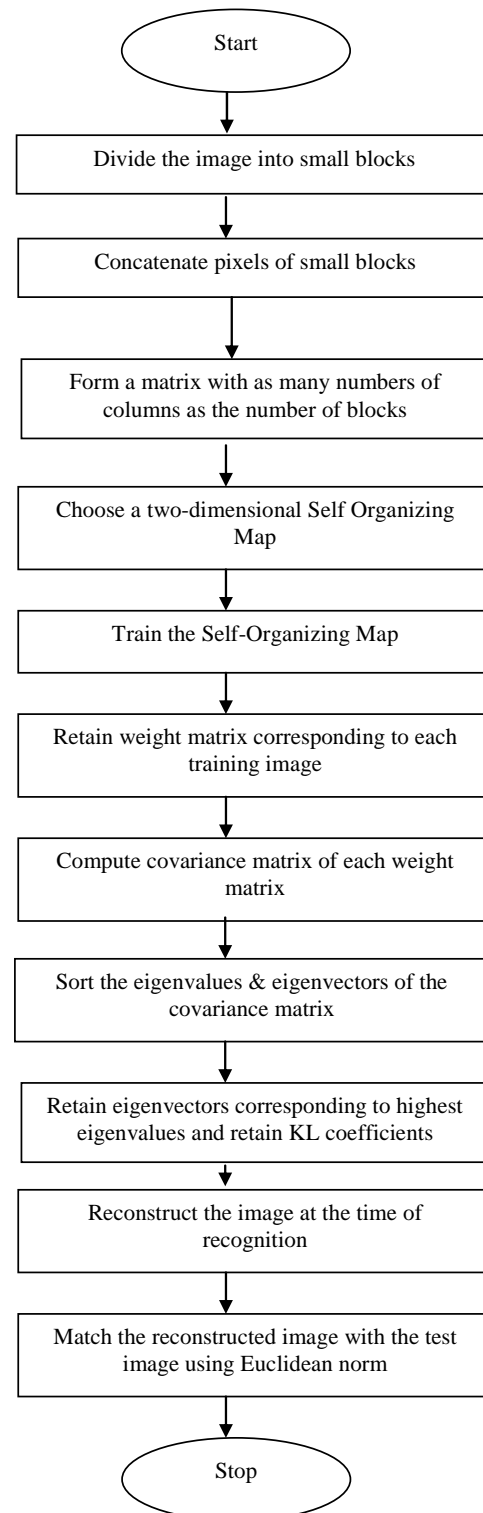 Start
Divide the image into small blocks
Concatenate pixels of small blocks
Form a matrix with as many numbers of
columns as the number of blocks
Choose a two-dimensional Self Organizing
Map
Train the Self-Organizing Map
Retain weight matrix corresponding to each
training image
Compute covariance matrix of each weight
matrix
Sort the eigenvalues & eigenvectors of the
covariance matrix
Retain eigenvectors corresponding to highest
eigenvalues and retain KL coefficients
Reconstruct the image at the time of
recognition
Match the reconstructed image with the test
image using Euclidean norm
Stop